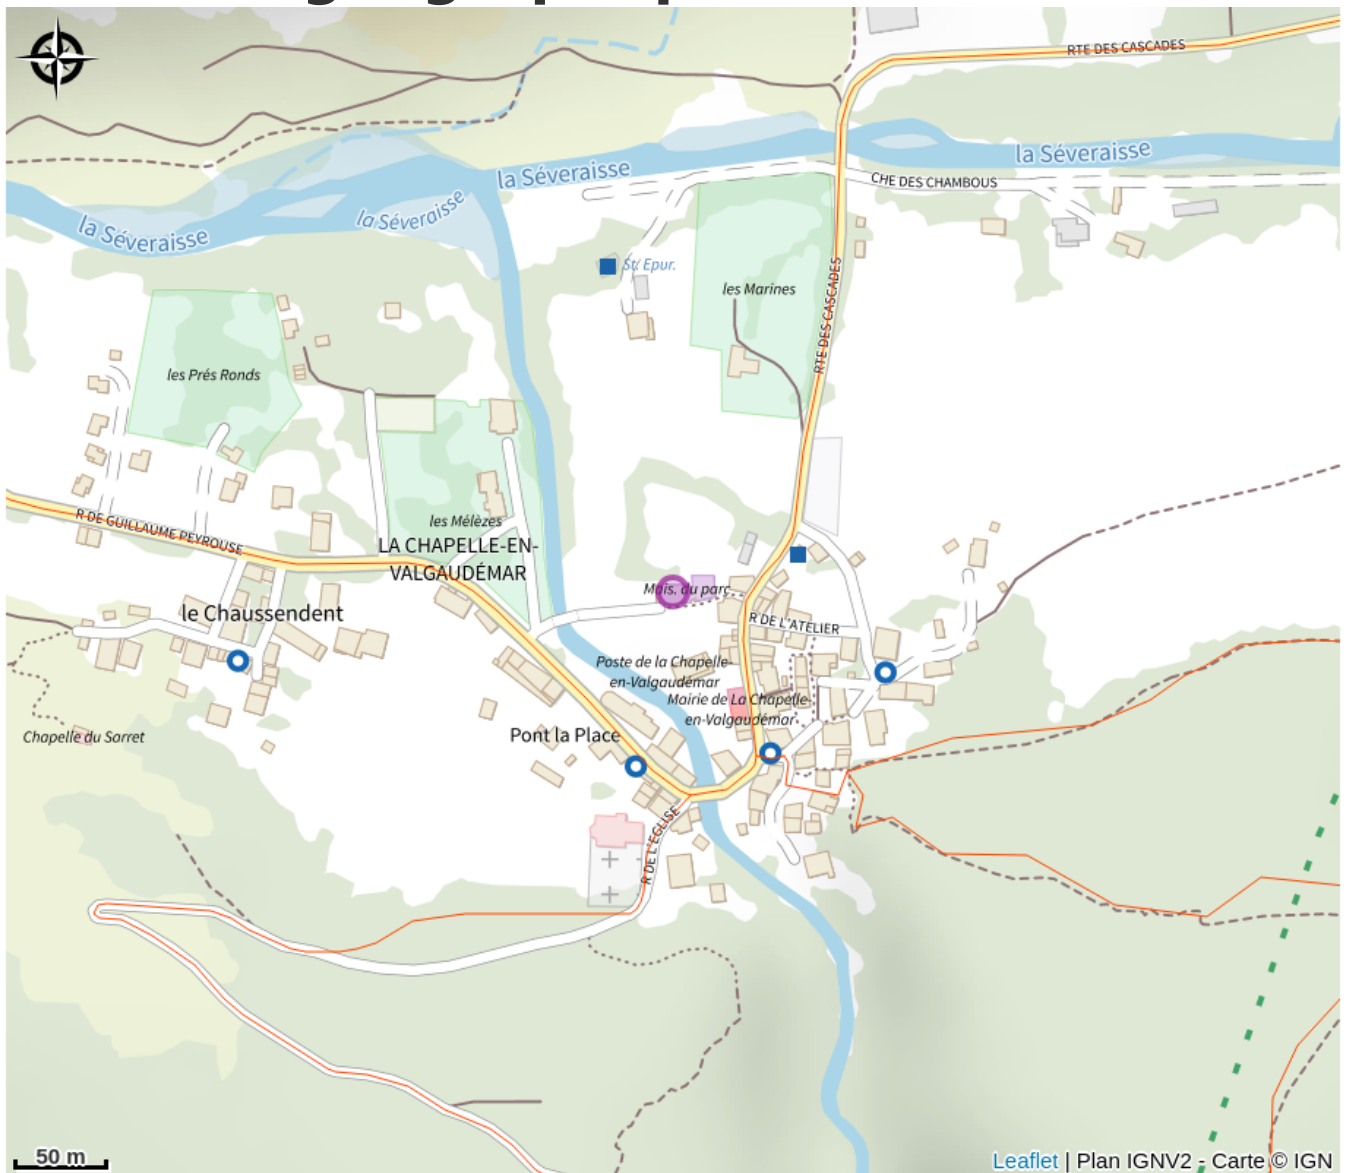 RTE DES CASCADES
la Séveraisse
la Séveraisse
CHE DES CHAMBOUS
la Séveraisse
la Séveraisse
St. Epur.
les Marines
RTE DES CASCADES
les Prés Ronds
R DE GUILLAUME PEYROUSE
les Mélèzes
LA CHAPELLE-EN-
VALGAUDÉMAR
Mais. du parc
le Chaussendent
R DE L'ATELIER
Poste de la Chapelle-
en-Valgaudémar
Mairie de La Chapelle-
en-Valgaudémar
Chapelle du Sarret
Pont la Place
R DE L'EGLISE
50 m
Leaflet | Plan IGNV2 - Carte © IGN